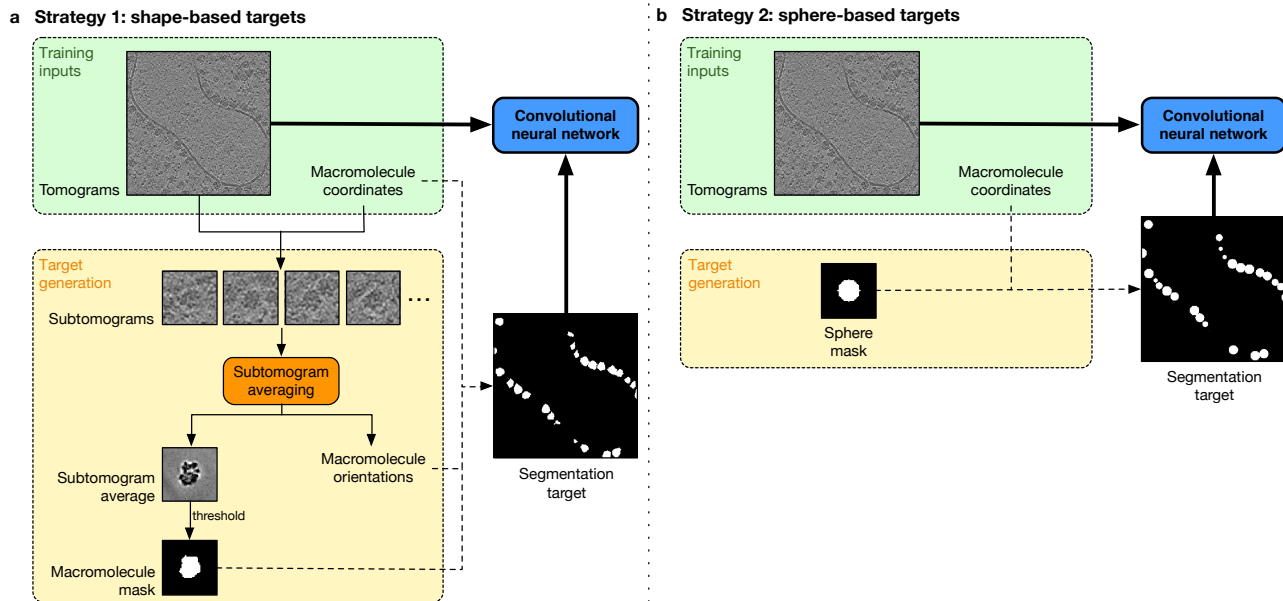 a Strategy 1: shape-based targets
Training
inputs
Tomograms
Macromolecule
coordinates
Convolutional
neural network
Target
generation
Subtomograms
...
Subtomogram
averaging
Subtomogram
average
Macromolecule
orientations
threshold
Macromolecule
mask
Segmentation
target
b Strategy 2: sphere-based targets
Training
inputs
Tomograms
Macromolecule
coordinates
Convolutional
neural network
Target
generation
Sphere
mask
Segmentation
target